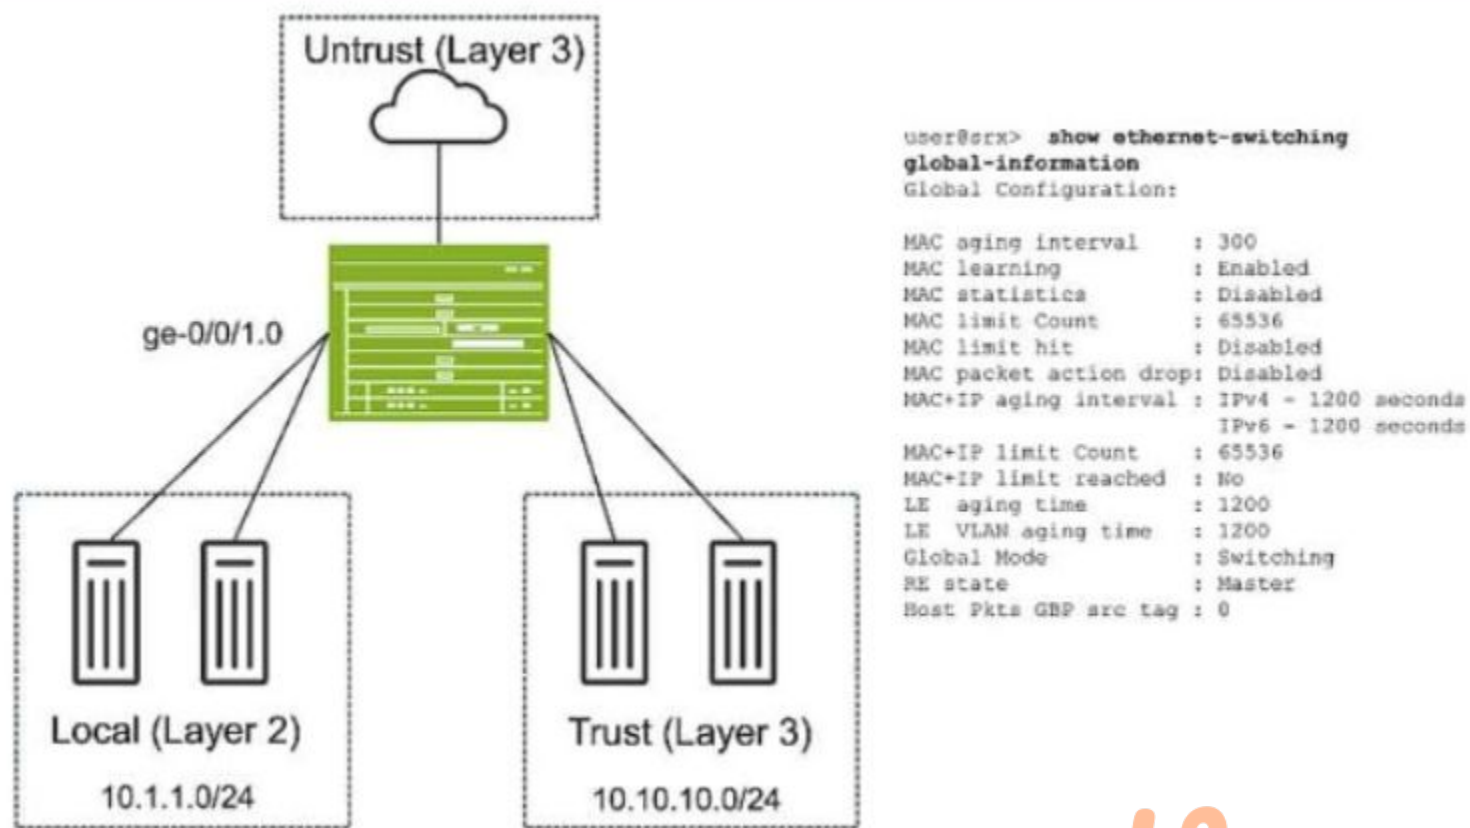 Untrust (Layer 3)
ge-0/0/1.0
Local (Layer 2)
10.1.1.0/24
Trust (Layer 3)
10.10.10.0/24
user@srx> show ethernet-switching
global-information
Global Configuration:
MAC aging interval : 300
MAC learning : Enabled
MAC statistics : Disabled
MAC limit Count : 65536
MAC limit hit : Disabled
MAC packet action drop: Disabled
MAC+IP aging interval : IPv4 - 1200 seconds
IPv6 - 1200 seconds
MAC+IP limit Count : 65536
MAC+IP limit reached : No
LE aging time : 1200
LE VLAN aging time : 1200
Global Mode : Switching
RE state : Master
Host Pkts GBP src tag : 0